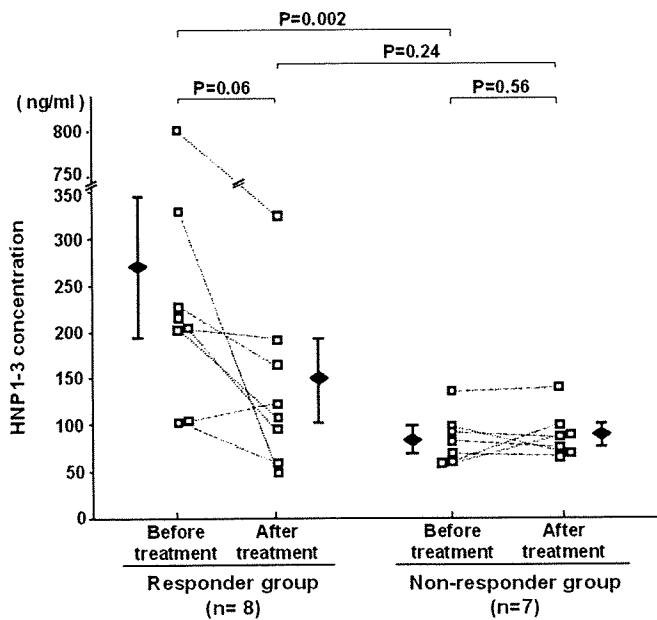 P=0.002
P=0.24
P=0.06
P=0.56
( ng/ml )
800
750
350
300
250
200
150
100
50
0
HNP1-3 concentration
Before treatment
After treatment
Before treatment
After treatment
Responder group
(n= 8)
Non-responder group
(n=7)